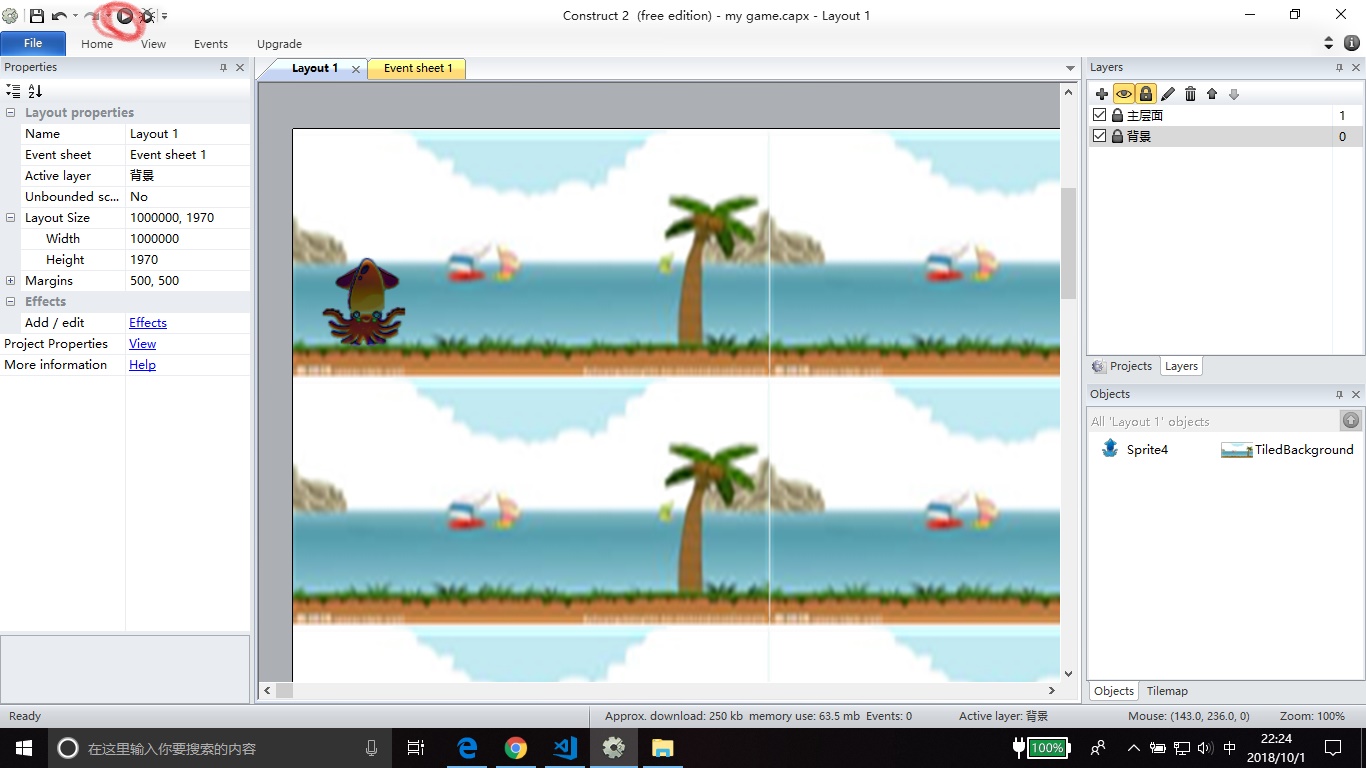 Construct 2 (free edition) - my game.capx - Layout 1
File Home View Events Upgrade
Properties
Layout properties
Name Layout 1
Event sheet Event sheet 1
Active layer 背景
Unbounded sc... No
Layout Size 1000000, 1970
Width 1000000
Height 1970
Margins 500, 500
Effects
Add / edit Effects
Project Properties View
More information Help
Layout 1 Event sheet 1
Layers
主层面 1
背景 0
Projects Layers
Objects
All 'Layout 1' objects
Sprite4 TiledBackground
Objects Tilemap
Ready Approx. download: 250 kb memory use: 63.5 mb Events: 0 Active layer: 背景 Mouse: (143.0, 236.0, 0) Zoom: 100%
在这里输入你要搜索的内容
100%
中
22:24
2018/10/1